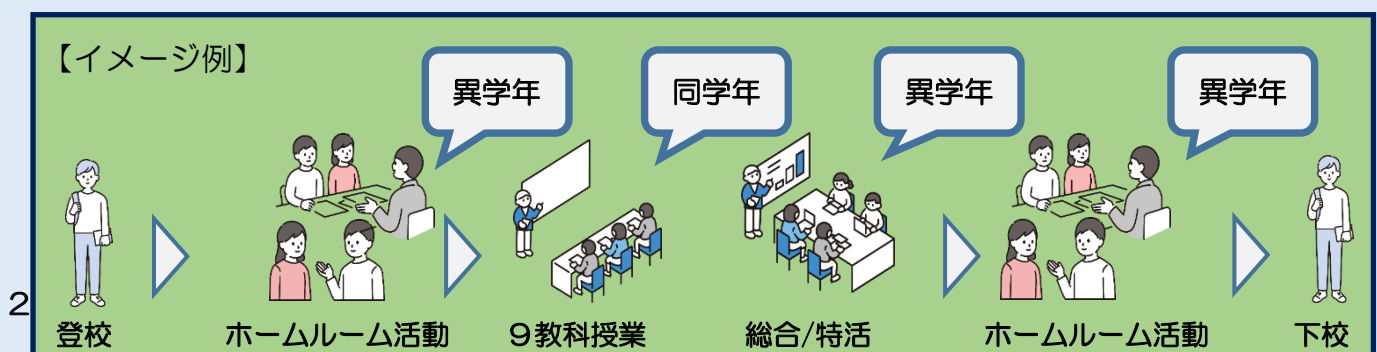 【イメージ例】
異学年
同学年
異学年
異学年
2
登校
ホームルーム活動
９教科授業
総合/特活
ホームルーム活動
下校